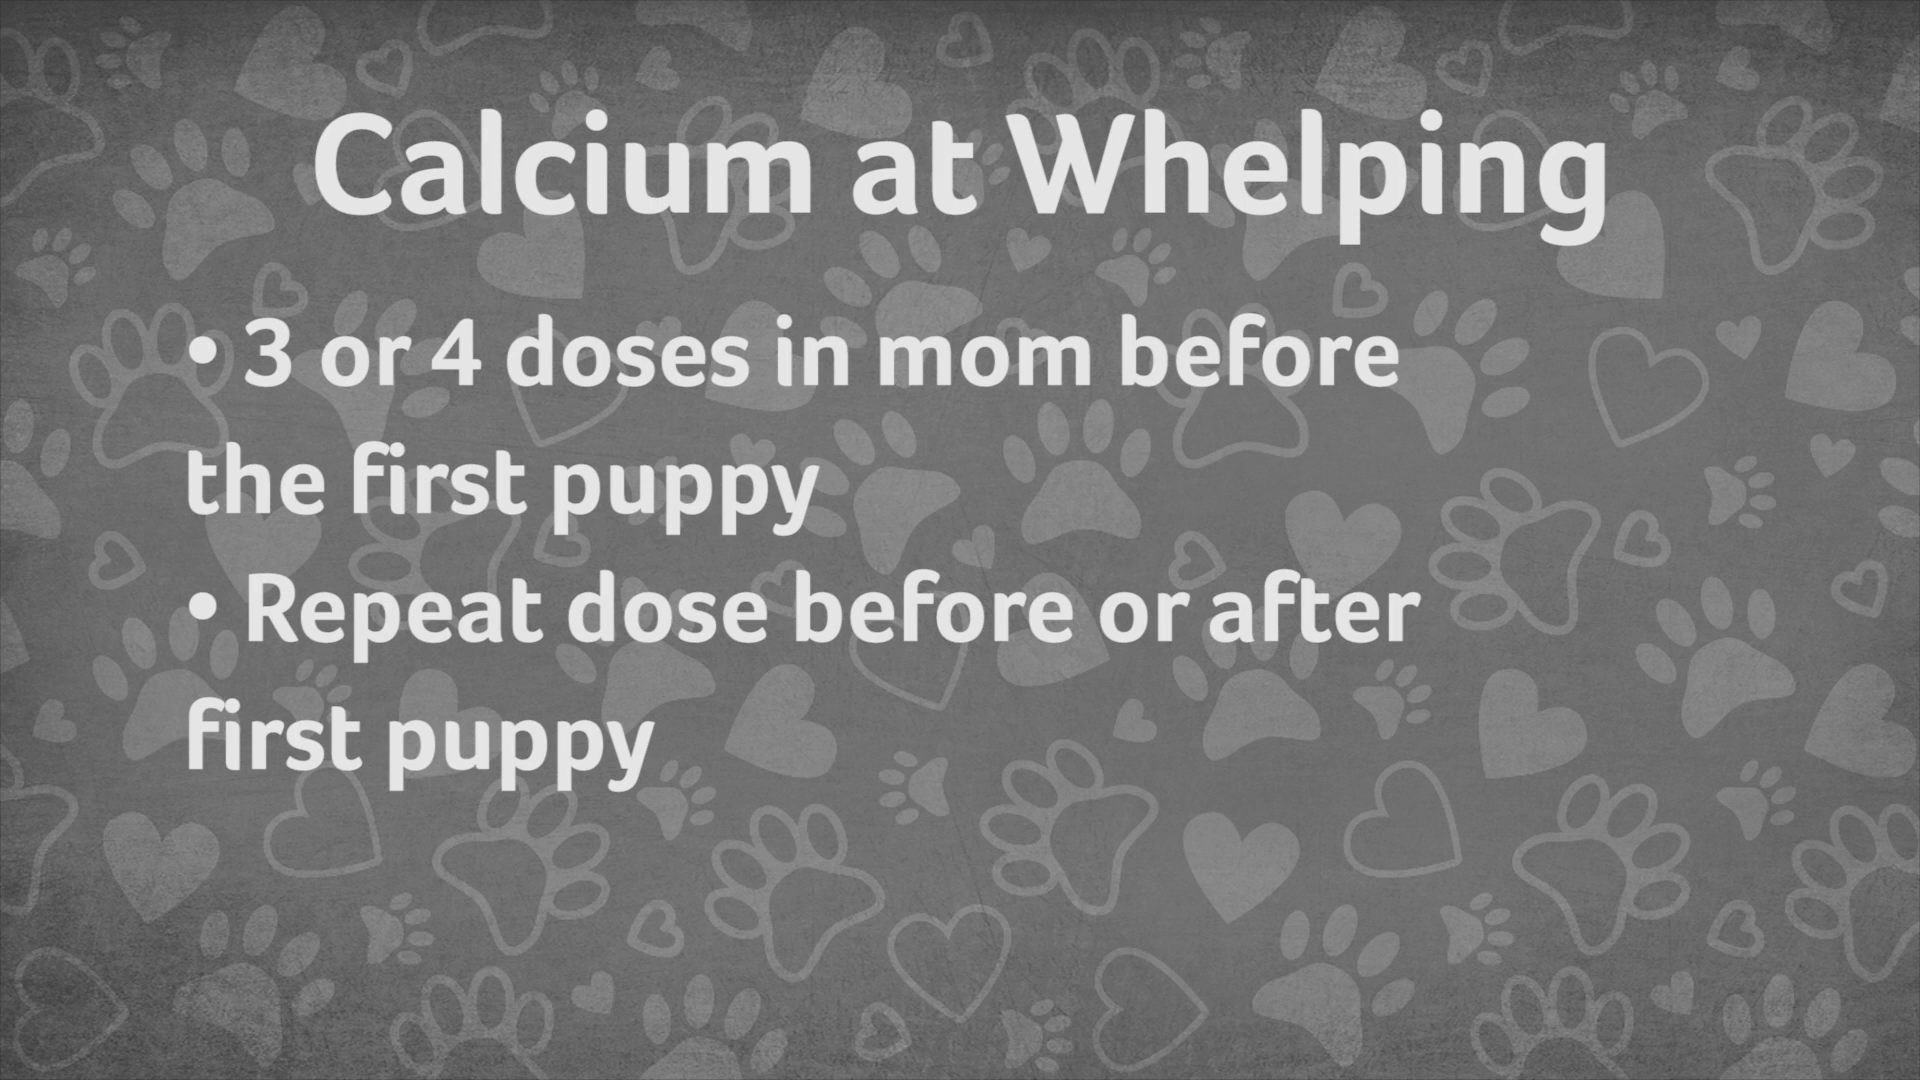 Calcium at Whelping
• 3 or 4 doses in mom before
the first puppy
• Repeat dose before or after
first puppy